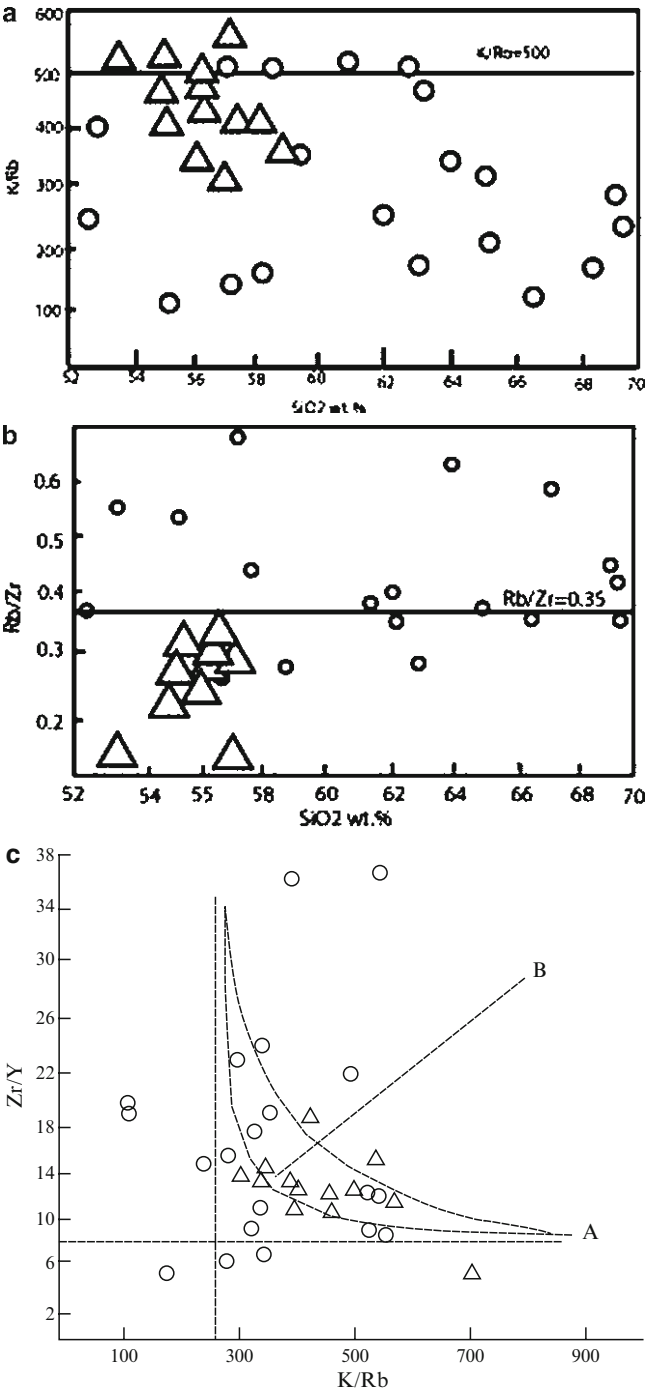 a
600
500
400
300
200
100
K/Rb
K/Rb=500
52 54 56 58 60 62 64 66 68 70
SiO2 wt.%
b
0.6
0.5
0.4
0.3
0.2
Rb/Zr
Rb/Zr=0.35
52 54 55 58 60 62 64 66 68 70
SiO2 wt.%
c
38
34
30
26
22
18
14
10
6
2
Zr/Y
B
A
100 300 500 700 900
K/Rb